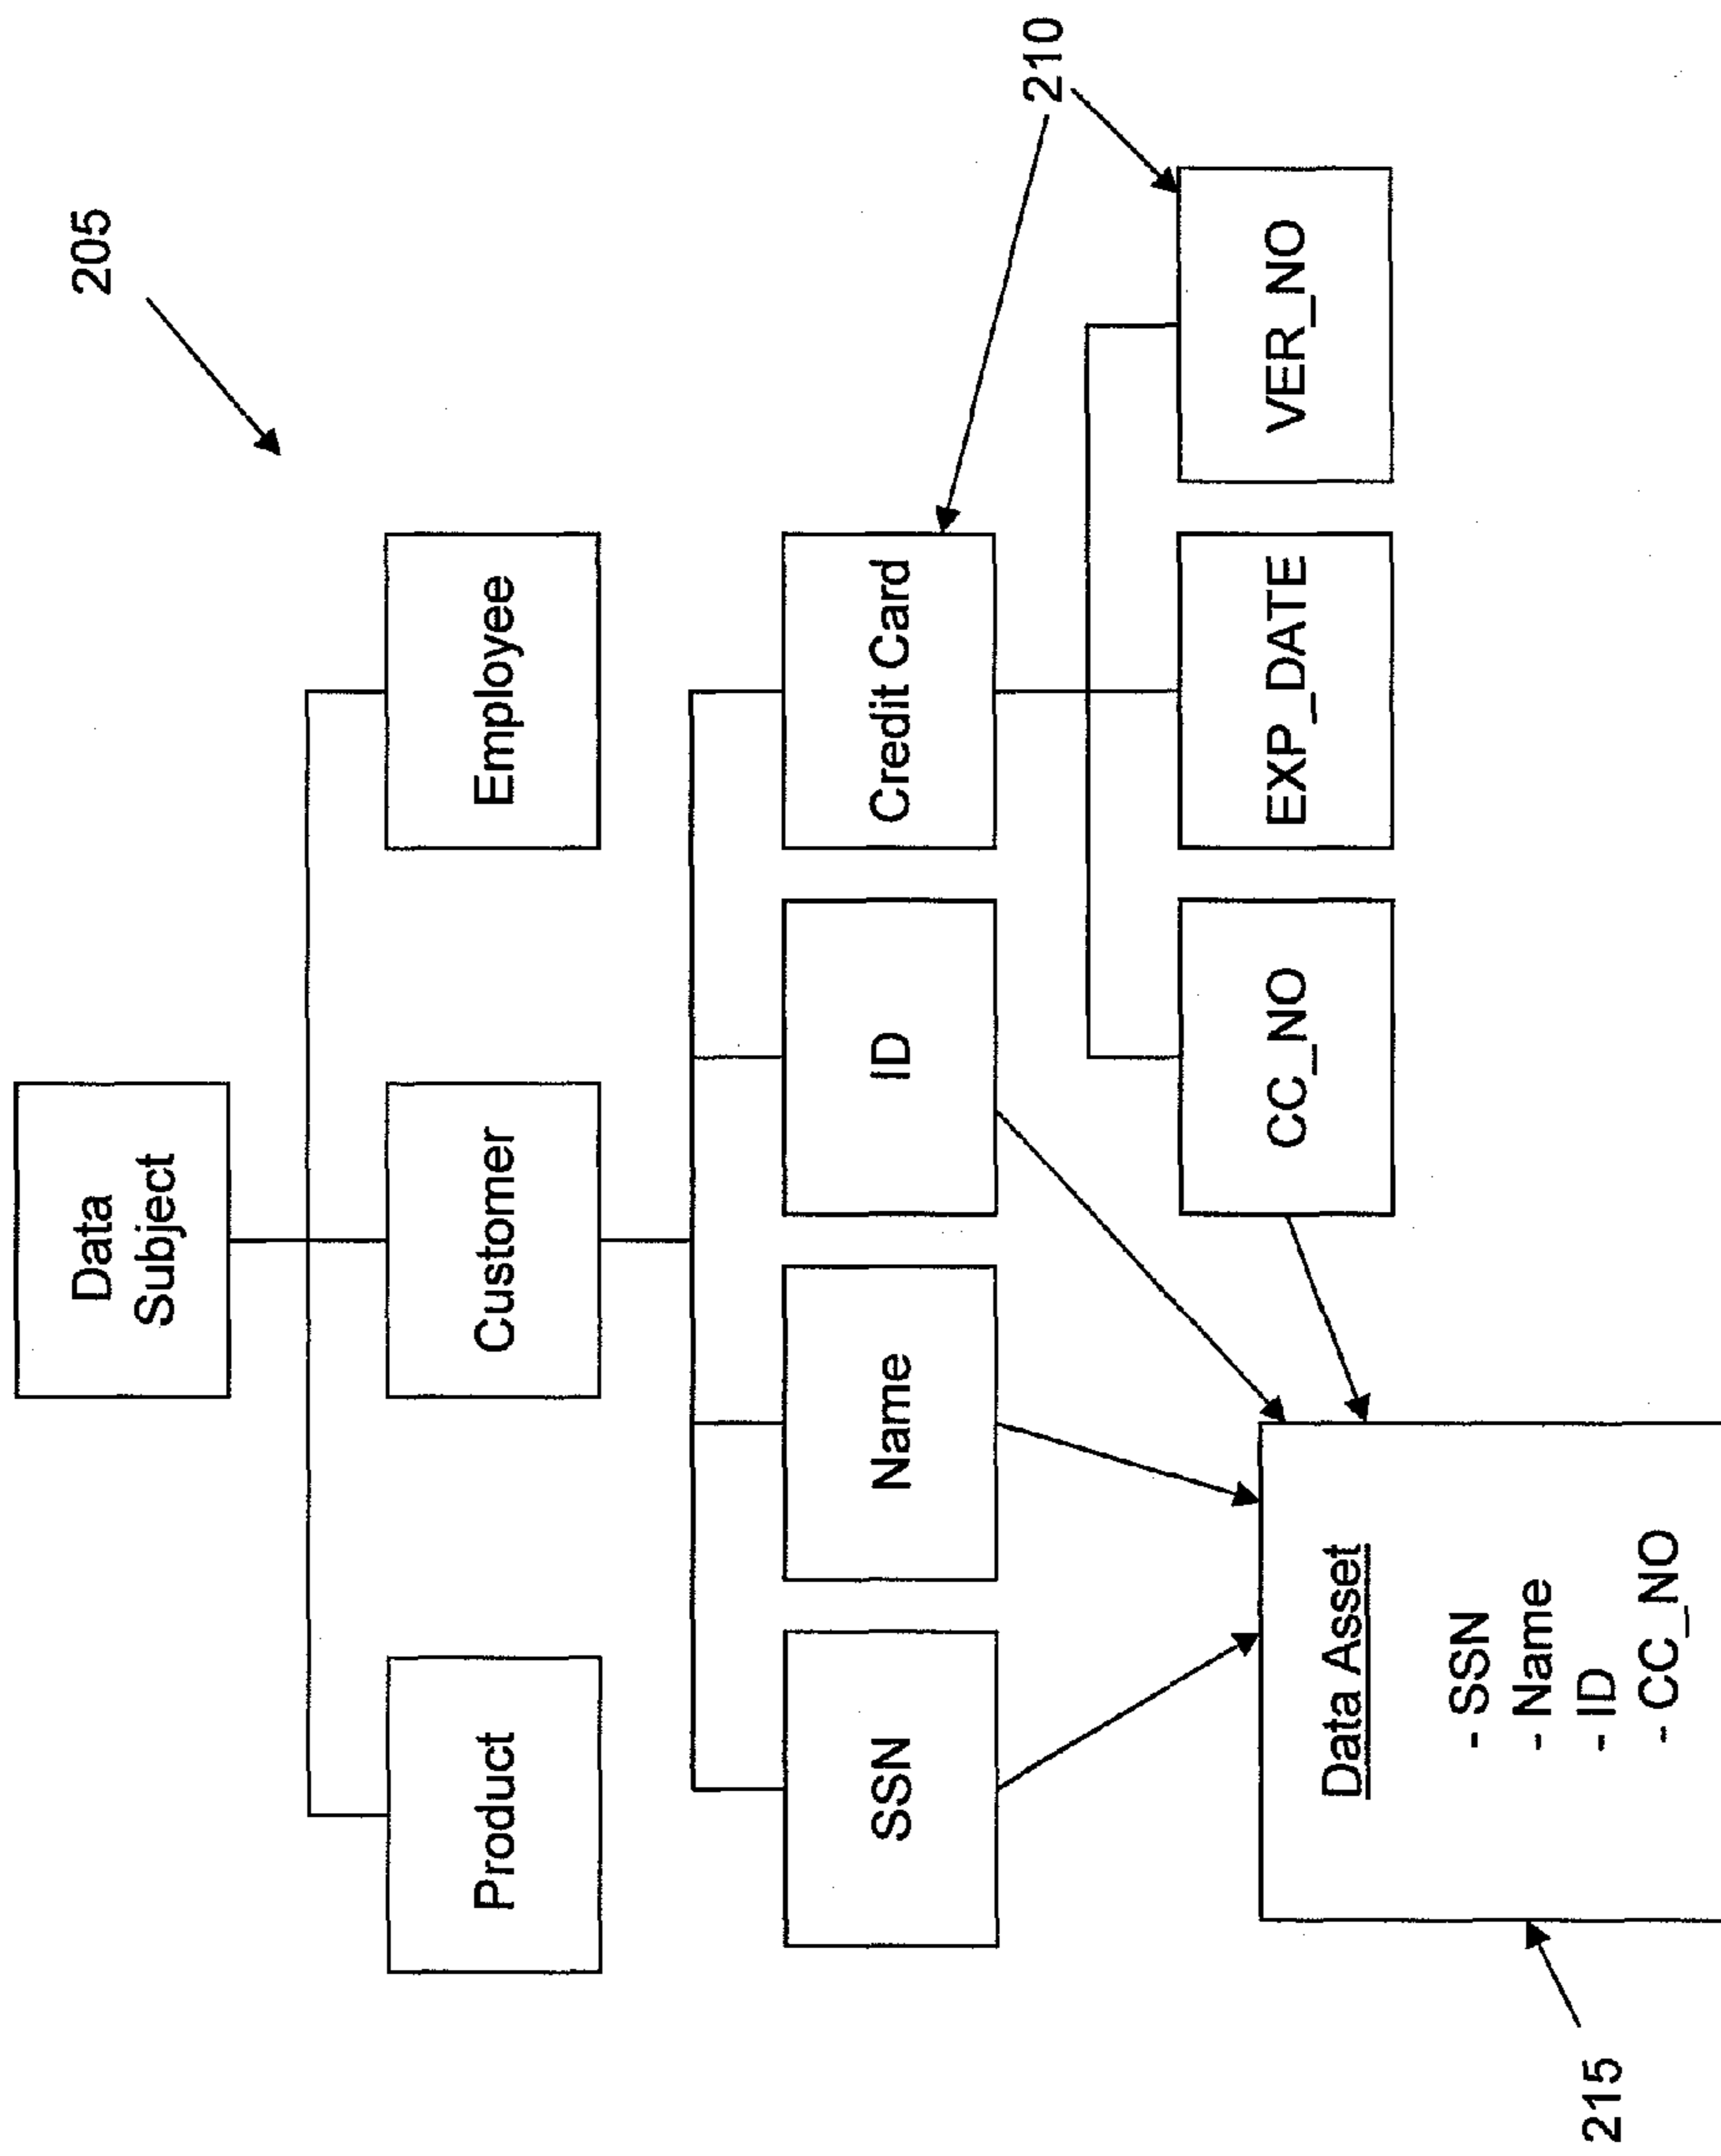 205
Data
Subject
Product
Customer
Employee
210
SSN
Name
ID
Credit Card
CC_NO
EXP_DATE
VER_NO
215
Data Asset
- SSN
- Name
- ID
- CC_NO